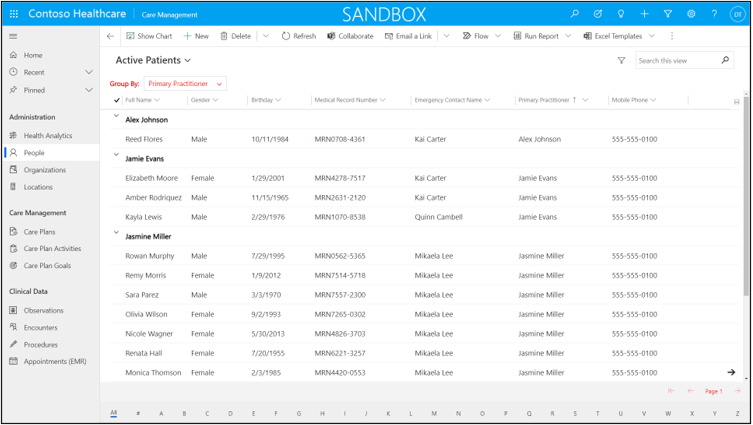 Contoso Healthcare Care Management SANDBOX ? DT
Show Chart New Delete Refresh Collaborate Email a Link Flow Run Report Excel Templates
Home
Recent
Pinned
Administration
Health Analytics
People
Organizations
Locations
Care Management
Care Plans
Care Plan Activities
Care Plan Goals
Clinical Data
Observations
Encounters
Procedures
Appointments (EMR)
Active Patients Search this view
Group By: Primary Practitioner
Full Name Gender Birthday Medical Record Number Emergency Contact Name Primary Practitioner ↑ Mobile Phone
Alex Johnson
Reed Flores Male 10/11/1984 MRN0708-4361 Kai Carter Alex Johnson 555-555-0100
Jamie Evans
Elizabeth Moore Female 1/29/2001 MRN4278-7517 Kai Carter Jamie Evans 555-555-0100
Amber Rodriquez Male 11/15/1965 MRN2631-2120 Kai Carter Jamie Evans 555-555-0100
Kayla Lewis Male 2/29/1976 MRN1070-8538 Quinn Cambell Jamie Evans 555-555-0100
Jasmine Miller
Rowan Murphy Male 7/29/1995 MRN0562-5365 Mikaela Lee Jasmine Miller 555-555-0100
Remy Morris Female 1/9/2012 MRN7514-5718 Mikaela Lee Jasmine Miller 555-555-0100
Sara Parez Male 3/3/1970 MRN7557-2300 Mikaela Lee Jasmine Miller 555-555-0100
Olivia Wilson Female 9/2/1993 MRN7265-0302 Mikaela Lee Jasmine Miller 555-555-0100
Nicole Wagner Female 5/30/2013 MRN4826-3703 Mikaela Lee Jasmine Miller 555-555-0100
Renata Hall Female 7/20/1955 MRN6221-3257 Mikaela Lee Jasmine Miller 555-555-0100
Monica Thomson Female 2/3/1985 MRN4420-0553 Mikaela Lee Jasmine Miller 555-555-0100
Page 1
All # A B C D E F G H I J K L M N O P Q R S T U V W X Y Z